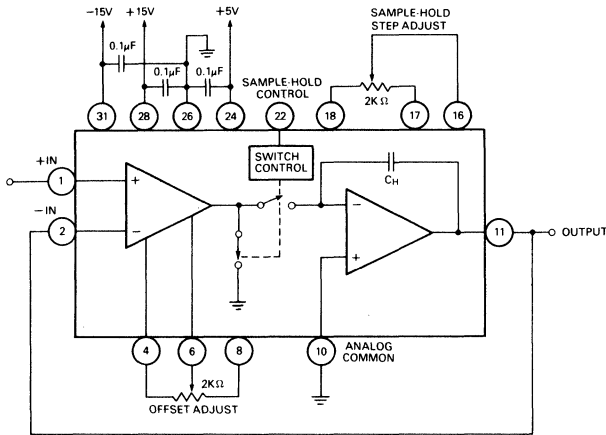 −15V +15V +5V
0.1µF
0.1µF 0.1µF
SAMPLE-HOLD
CONTROL
SAMPLE-HOLD
STEP ADJUST
2KΩ
31 28 26 24 22 18 17 16
+IN
1
−IN
2
+
−
SWITCH
CONTROL
CH
−
+
11
OUTPUT
4 6 8 10
ANALOG
COMMON
2KΩ
OFFSET ADJUST